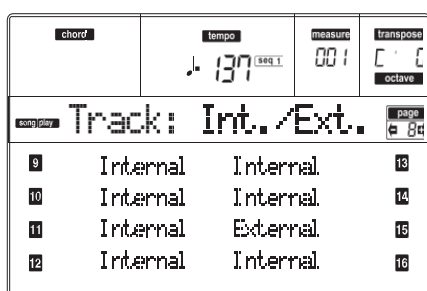 chord tempo measure transpose
137 seq 1 001
octave
song play Track: Int./Ext. page 8
9 Internal Internal 13
10 Internal Internal 14
11 Internal External 15
12 Internal Internal 16